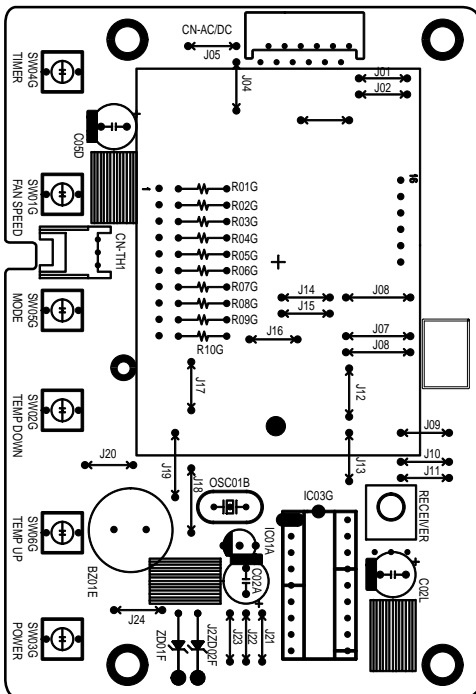 CN-AC/DC
J05
J04
J01
J02
SW04G
TIMER
C05D
+
1
16
SW01G
FAN SPEED
CN-TH1
R01G
R02G
R03G
R04G
R05G
R06G
R07G
R08G
R09G
R10G
J14
J15
J16
J08
J07
J08
SW05G
MODE
J17
J12
SW02G
TEMP DOWN
J20
J19
J18
J13
J09
J10
J11
OSC01B
IC03G
RECEIVER
SW06G
TEMP UP
BZ01E
IC01A
C02A
+
C02L
+
SW03G
POWER
J24
ZD01F
J2ZD02F
J23
J22
J21